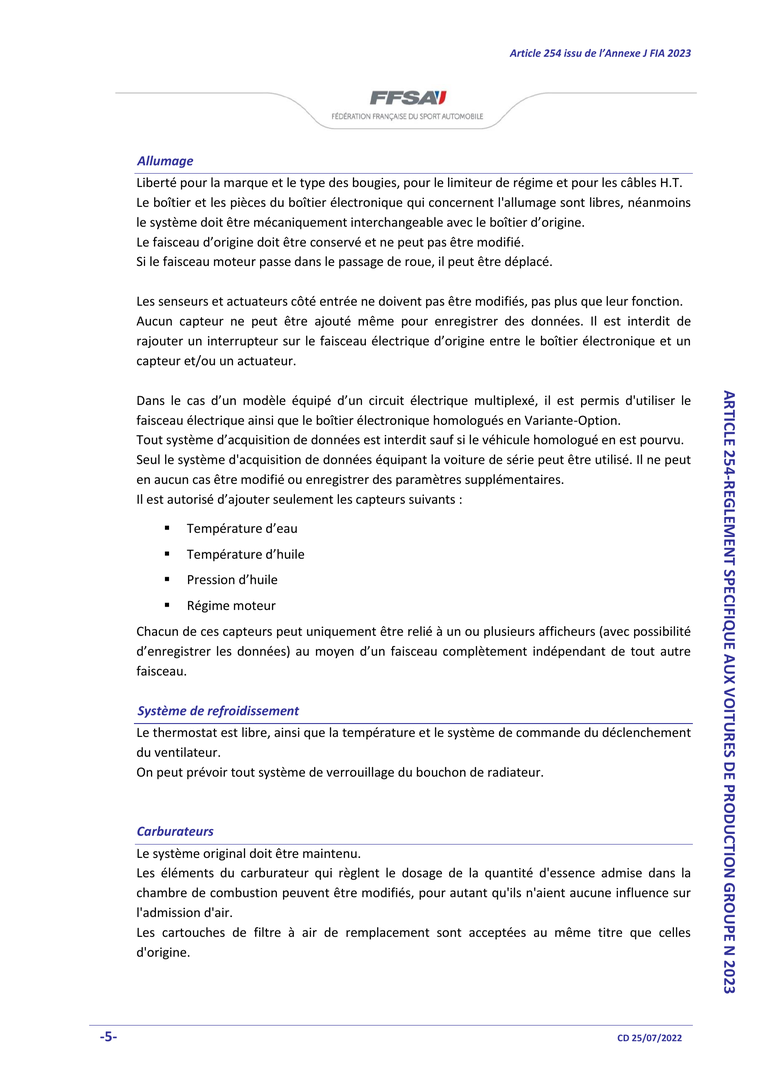 Article 254 issu de l’Annexe J FIA 2023
FFSA
FÉDÉRATION FRANÇAISE DU SPORT AUTOMOBILE
Allumage
Liberté pour la marque et le type des bougies, pour le limiteur de régime et pour les câbles H.T.
Le boîtier et les pièces du boîtier électronique qui concernent l'allumage sont libres, néanmoins
le système doit être mécaniquement interchangeable avec le boîtier d’origine.
Le faisceau d’origine doit être conservé et ne peut pas être modifié.
Si le faisceau moteur passe dans le passage de roue, il peut être déplacé.
Les senseurs et actuateurs côté entrée ne doivent pas être modifiés, pas plus que leur fonction.
Aucun capteur ne peut être ajouté même pour enregistrer des données. Il est interdit de
rajouter un interrupteur sur le faisceau électrique d’origine entre le boîtier électronique et un
capteur et/ou un actuateur.
Dans le cas d’un modèle équipé d’un circuit électrique multiplexé, il est permis d'utiliser le
faisceau électrique ainsi que le boîtier électronique homologués en Variante-Option.
Tout système d’acquisition de données est interdit sauf si le véhicule homologué en est pourvu.
Seul le système d'acquisition de données équipant la voiture de série peut être utilisé. Il ne peut
en aucun cas être modifié ou enregistrer des paramètres supplémentaires.
Il est autorisé d’ajouter seulement les capteurs suivants :
▪ Température d’eau
▪ Température d’huile
▪ Pression d’huile
▪ Régime moteur
Chacun de ces capteurs peut uniquement être relié à un ou plusieurs afficheurs (avec possibilité
d’enregistrer les données) au moyen d’un faisceau complètement indépendant de tout autre
faisceau.
Système de refroidissement
Le thermostat est libre, ainsi que la température et le système de commande du déclenchement
du ventilateur.
On peut prévoir tout système de verrouillage du bouchon de radiateur.
Carburateurs
Le système original doit être maintenu.
Les éléments du carburateur qui règlent le dosage de la quantité d'essence admise dans la
chambre de combustion peuvent être modifiés, pour autant qu'ils n'aient aucune influence sur
l'admission d'air.
Les cartouches de filtre à air de remplacement sont acceptées au même titre que celles
d'origine.
ARTICLE 254-REGLEMENT SPECIFIQUE AUX VOITURES DE PRODUCTION GROUPE N 2023
-5-
CD 25/07/2022